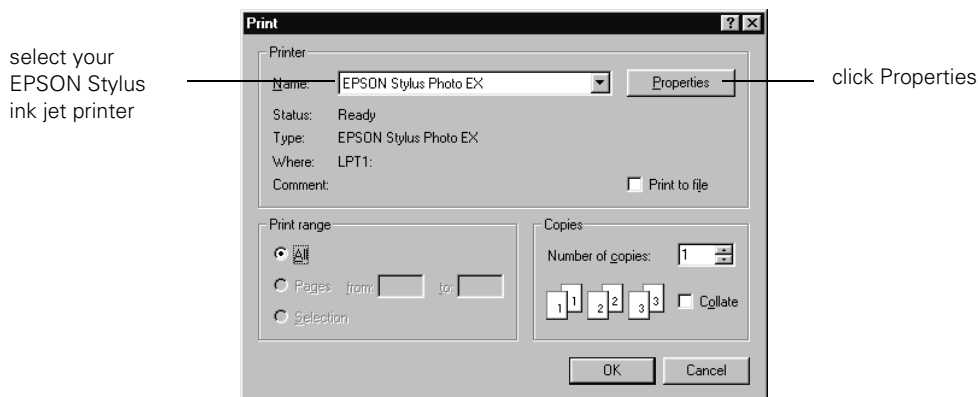 Print
select your
EPSON Stylus
ink jet printer
Printer
Name: EPSON Stylus Photo EX Properties
click Properties
Status: Ready
Type: EPSON Stylus Photo EX
Where: LPT1:
Comment: Print to file
Print range
All
Pages from: to:
Selection
Copies
Number of copies: 1
1 1 2 2 3 3 Collate
OK Cancel